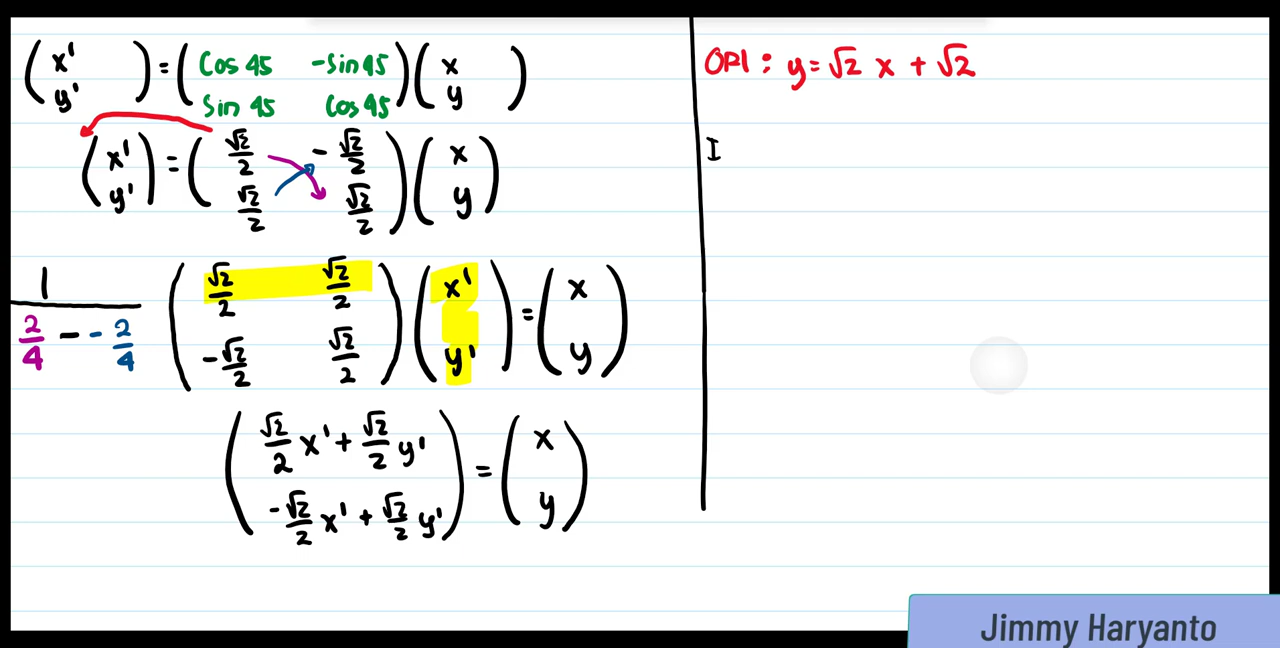 (x' y') = (Cos 45 -Sin 45 Sin 45 Cos 45)(x y)
(x' y') = (√2/2 -√2/2 √2/2 √2/2)(x y)
1/(2/4 - -2/4) (√2/2 √2/2 -√2/2 √2/2)(x' y') = (x y)
(√2/2 x' + √2/2 y' -√2/2 x' + √2/2 y') = (x y)
OPI : y = √2 x + √2
I
Jimmy Haryanto